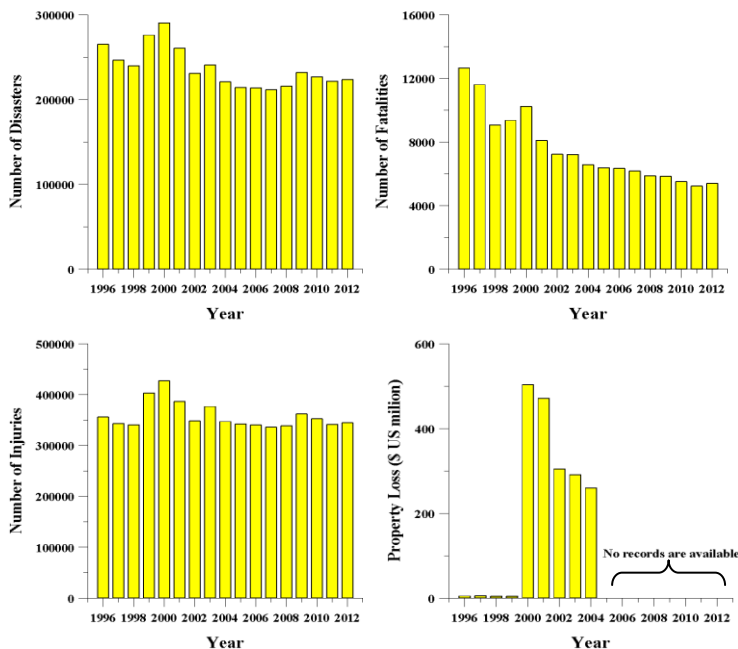 300000
200000
100000
0
Number of Disasters
1996 1998 2000 2002 2004 2006 2008 2010 2012
Year
16000
12000
8000
4000
0
Number of Fatalities
1996 1998 2000 2002 2004 2006 2008 2010 2012
Year
500000
400000
300000
200000
100000
0
Number of Injuries
1996 1998 2000 2002 2004 2006 2008 2010 2012
Year
600
400
200
0
Property Loss ($ US milion)
No records are available
1996 1998 2000 2002 2004 2006 2008 2010 2012
Year